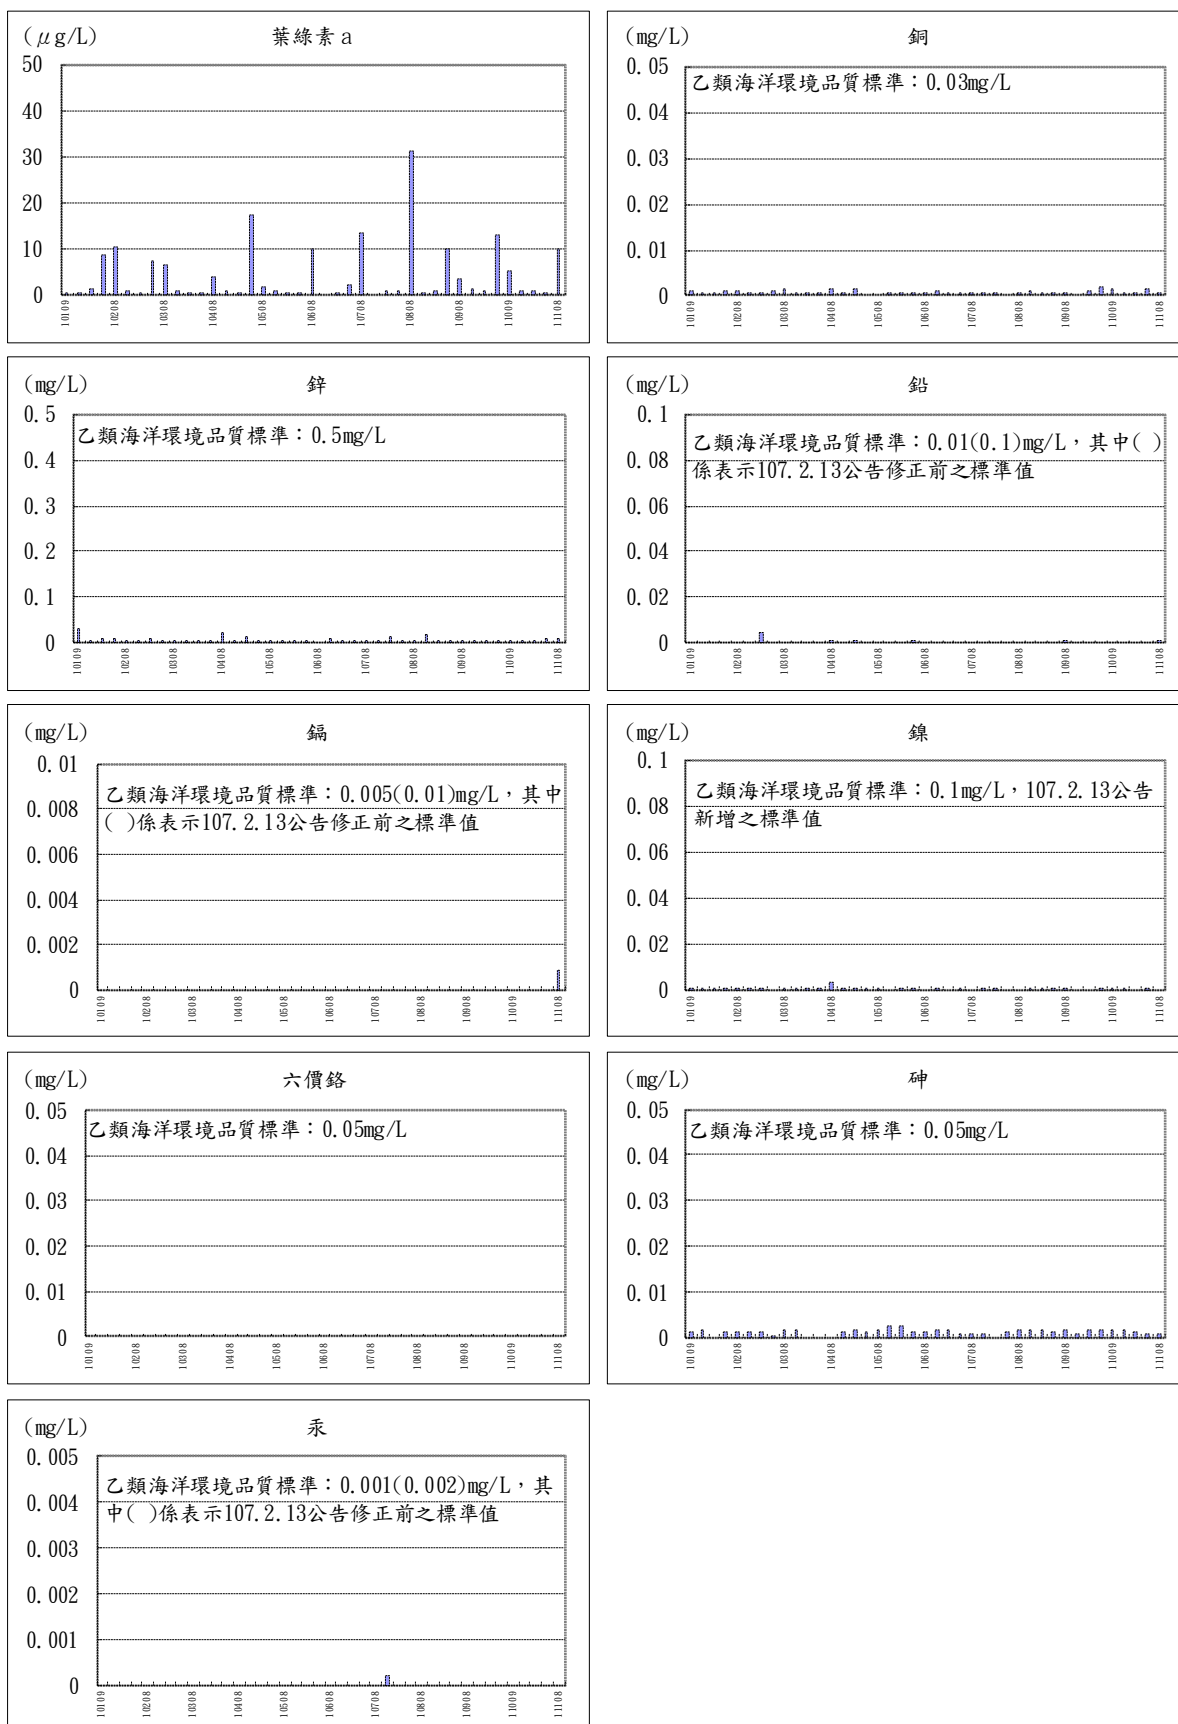 (μg/L) 葉綠素a
50
40
30
20
10
0
10109 10208 10308 10408 10508 10608 10708 10808 10908 11009 11108
(mg/L) 銅
0.05
乙類海洋環境品質標準：0.03mg/L
0.04
0.03
0.02
0.01
0
10109 10208 10308 10408 10508 10608 10708 10808 10908 11009 11108
(mg/L) 鋅
0.5
乙類海洋環境品質標準：0.5mg/L
0.4
0.3
0.2
0.1
0
10109 10208 10308 10408 10508 10608 10708 10808 10908 11009 11108
(mg/L) 鉛
0.1
乙類海洋環境品質標準：0.01(0.1)mg/L，其中( )
係表示107.2.13公告修正前之標準值
0.08
0.06
0.04
0.02
0
10109 10208 10308 10408 10508 10608 10708 10808 10908 11009 11108
(mg/L) 鎘
0.01
乙類海洋環境品質標準：0.005(0.01)mg/L，其中
( )係表示107.2.13公告修正前之標準值
0.008
0.006
0.004
0.002
0
10109 10208 10308 10408 10508 10608 10708 10808 10908 11009 11108
(mg/L) 鎳
0.1
乙類海洋環境品質標準：0.1mg/L，107.2.13公告
新增之標準值
0.08
0.06
0.04
0.02
0
10109 10208 10308 10408 10508 10608 10708 10808 10908 11009 11108
(mg/L) 六價鉻
0.05
乙類海洋環境品質標準：0.05mg/L
0.04
0.03
0.02
0.01
0
10109 10208 10308 10408 10508 10608 10708 10808 10908 11009 11108
(mg/L) 砷
0.05
乙類海洋環境品質標準：0.05mg/L
0.04
0.03
0.02
0.01
0
10109 10208 10308 10408 10508 10608 10708 10808 10908 11009 11108
(mg/L) 汞
0.005
乙類海洋環境品質標準：0.001(0.002)mg/L，其
中( )係表示107.2.13公告修正前之標準值
0.004
0.003
0.002
0.001
0
10109 10208 10308 10408 10508 10608 10708 10808 10908 11009 11108